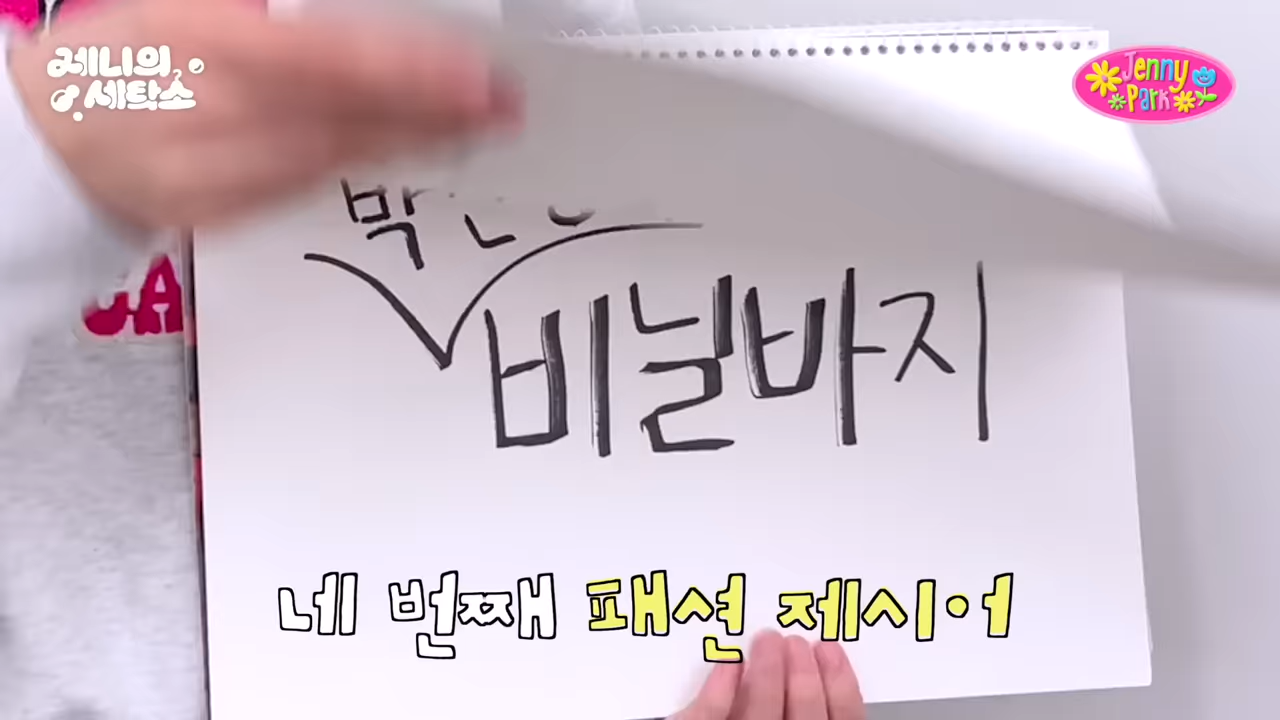 제니의
세탁소
Jenny
Park
비닐바지
네 번째 패션 제시어